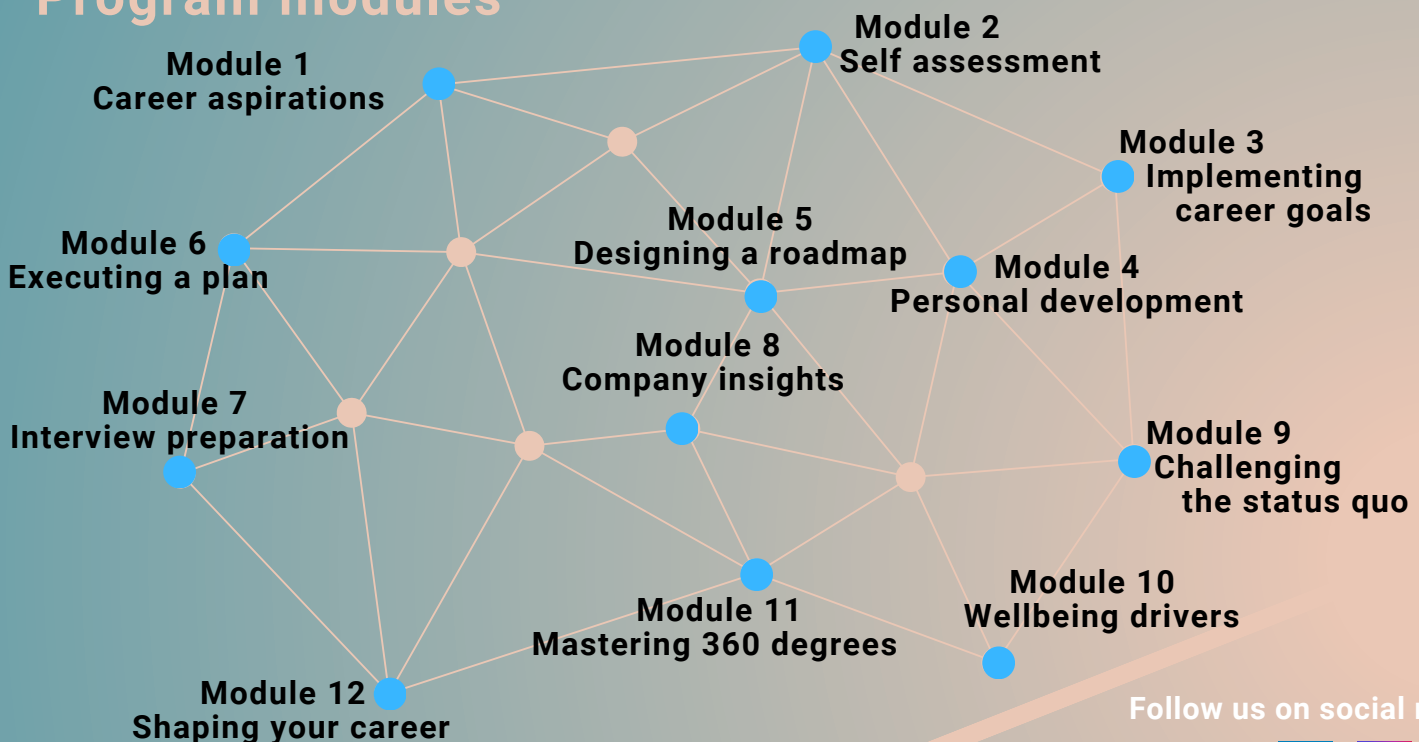 Program modules
Module 1
Career aspirations
Module 2
Self assessment
Module 3
Implementing
career goals
Module 6
Executing a plan
Module 5
Designing a roadmap
Module 4
Personal development
Module 8
Company insights
Module 7
Interview preparation
Module 9
Challenging
the status quo
Module 10
Wellbeing drivers
Module 11
Mastering 360 degrees
Module 12
Shaping your career
Follow us on social